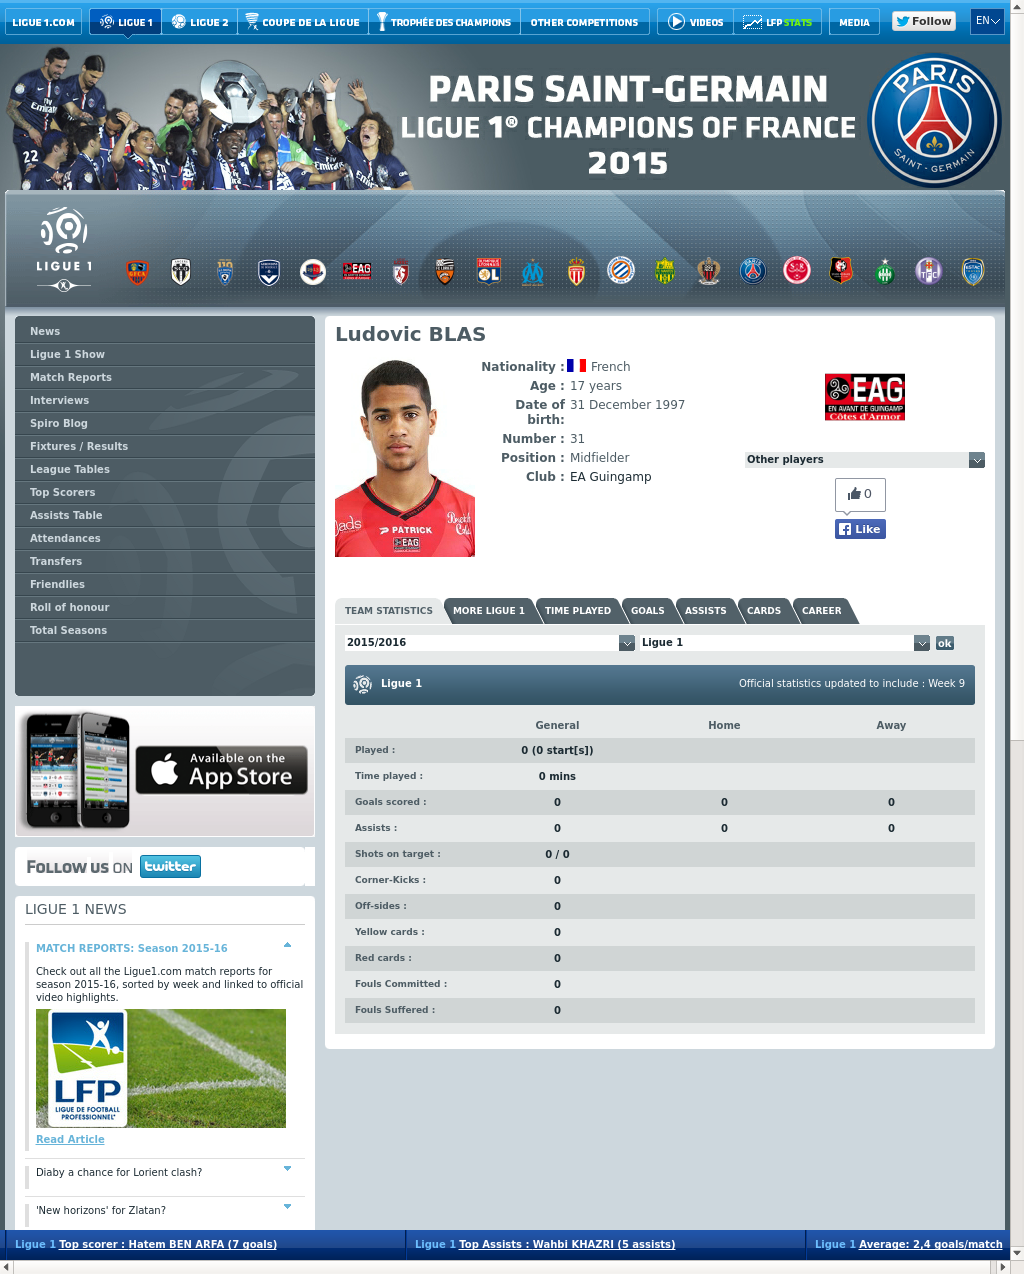 LIGUE 1.COM
LIGUE 1
LIGUE 2
COUPE DE LA LIGUE
TROPHÉE DES CHAMPIONS
OTHER COMPETITIONS
VIDEOS
LFP STATS
MEDIA
Follow
EN
PARIS SAINT-GERMAIN
LIGUE 1® CHAMPIONS OF FRANCE
2015
PARIS
SAINT-GERMAIN
22
LIGUE 1
News
Ligue 1 Show
Match Reports
Interviews
Spiro Blog
Fixtures / Results
League Tables
Top Scorers
Assists Table
Attendances
Transfers
Friendlies
Roll of honour
Total Seasons
Available on the
App Store
FOLLOW US ON twitter
LIGUE 1 NEWS
MATCH REPORTS: Season 2015-16
Check out all the Ligue1.com match reports for
season 2015-16, sorted by week and linked to official
video highlights.
LFP
LIGUE DE FOOTBALL
PROFESSIONNEL
Read Article
Diaby a chance for Lorient clash?
'New horizons' for Zlatan?
Ludovic BLAS
Nationality : French
Age : 17 years
Date of birth: 31 December 1997
Number : 31
Position : Midfielder
Club : EA Guingamp
PATRICK
EAG
EAG
EN AVANT DE GUINGAMP
Côtes d'Armor
Other players
0
Like
TEAM STATISTICS
MORE LIGUE 1
TIME PLAYED
GOALS
ASSISTS
CARDS
CAREER
2015/2016
Ligue 1
ok
Ligue 1
Official statistics updated to include : Week 9
General Home Away
Played : 0 (0 start[s])
Time played : 0 mins
Goals scored : 0 0 0
Assists : 0 0 0
Shots on target : 0 / 0
Corner-Kicks : 0
Off-sides : 0
Yellow cards : 0
Red cards : 0
Fouls Committed : 0
Fouls Suffered : 0
Ligue 1 Top scorer : Hatem BEN ARFA (7 goals)
Ligue 1 Top Assists : Wahbi KHAZRI (5 assists)
Ligue 1 Average: 2,4 goals/match